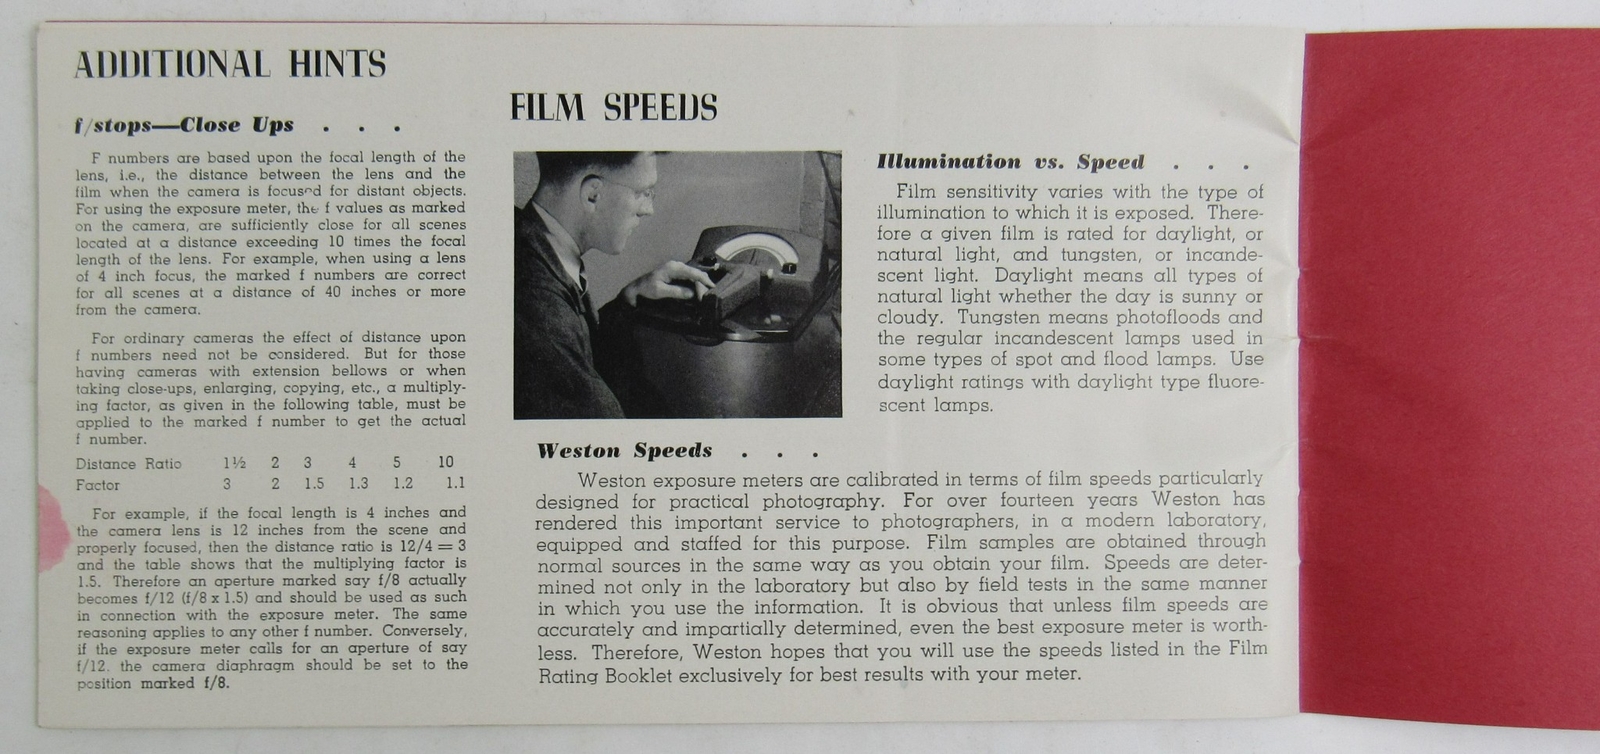 ADDITIONAL HINTS
f/stops—Close Ups . . .
F numbers are based upon the focal length of the
lens, i.e., the distance between the lens and the
film when the camera is focused for distant objects.
For using the exposure meter, the f values as marked
on the camera, are sufficiently close for all scenes
located at a distance exceeding 10 times the focal
length of the lens. For example, when using a lens
of 4 inch focus, the marked f numbers are correct
for all scenes at a distance of 40 inches or more
from the camera.
For ordinary cameras the effect of distance upon
f numbers need not be considered. But for those
having cameras with extension bellows or when
taking close-ups, enlarging, copying, etc., a multiply-
ing factor, as given in the following table, must be
applied to the marked f number to get the actual
f number.
Distance Ratio 1½ 2 3 4 5 10
Factor 3 2 1.5 1.3 1.2 1.1
For example, if the focal length is 4 inches and
the camera lens is 12 inches from the scene and
properly focused, then the distance ratio is 12/4 = 3
and the table shows that the multiplying factor is
1.5. Therefore an aperture marked say f/8 actually
becomes f/12 (f/8 x 1.5) and should be used as such
in connection with the exposure meter. The same
reasoning applies to any other f number. Conversely,
if the exposure meter calls for an aperture of say
f/12. the camera diaphragm should be set to the
position marked f/8.
FILM SPEEDS
Illumination vs. Speed . . .
Film sensitivity varies with the type of
illumination to which it is exposed. There-
fore a given film is rated for daylight, or
natural light, and tungsten, or incande-
scent light. Daylight means all types of
natural light whether the day is sunny or
cloudy. Tungsten means photofloods and
the regular incandescent lamps used in
some types of spot and flood lamps. Use
daylight ratings with daylight type fluore-
scent lamps.
Weston Speeds . . .
Weston exposure meters are calibrated in terms of film speeds particularly
designed for practical photography. For over fourteen years Weston has
rendered this important service to photographers, in a modern laboratory,
equipped and staffed for this purpose. Film samples are obtained through
normal sources in the same way as you obtain your film. Speeds are deter-
mined not only in the laboratory but also by field tests in the same manner
in which you use the information. It is obvious that unless film speeds are
accurately and impartially determined, even the best exposure meter is worth-
less. Therefore, Weston hopes that you will use the speeds listed in the Film
Rating Booklet exclusively for best results with your meter.